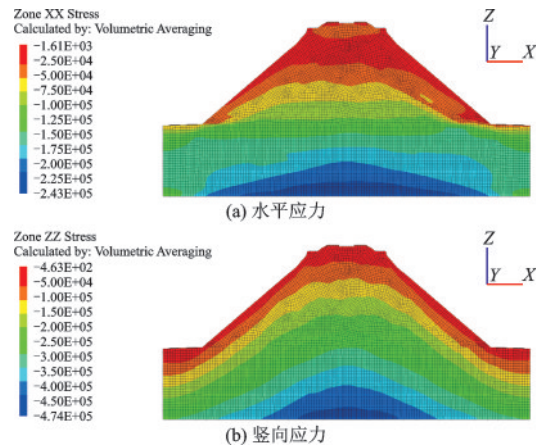 Zone XX Stress
Calculated by: Volumetric Averaging
−1.61E+03
−2.50E+04
−5.00E+04
−7.50E+04
−1.00E+05
−1.25E+05
−1.50E+05
−1.75E+05
−2.00E+05
−2.25E+05
−2.43E+05
Z
Y X
(a) 水平应力
Zone ZZ Stress
Calculated by: Volumetric Averaging
−4.63E+02
−5.00E+04
−1.00E+05
−1.50E+05
−2.00E+05
−2.50E+05
−3.00E+05
−3.50E+05
−4.00E+05
−4.50E+05
−4.74E+05
Z
Y X
(b) 竖向应力